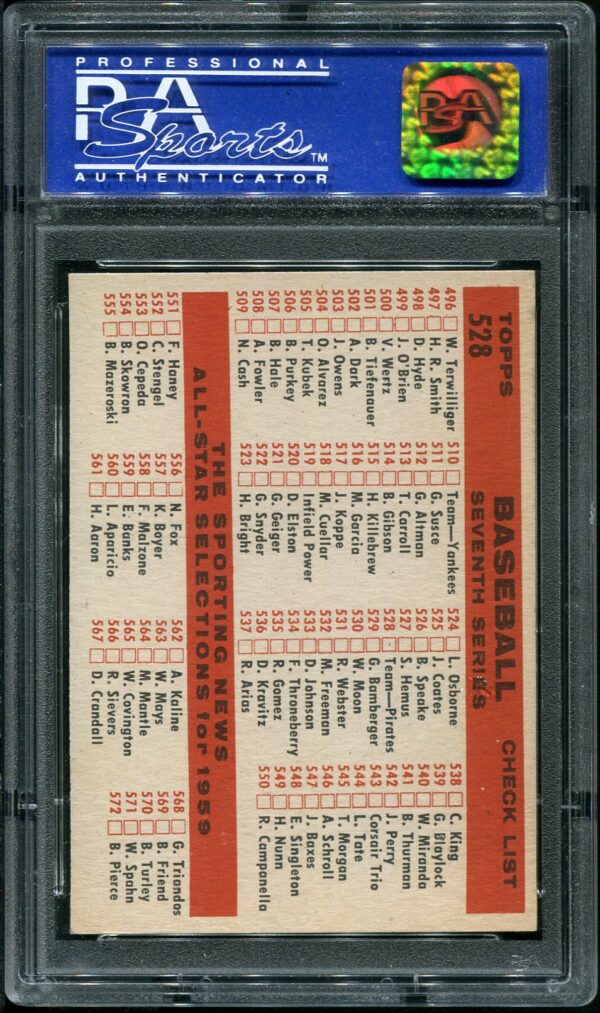 PROFESSIONAL
PSA
Sports™
AUTHENTICATOR
PSA
TOPPS BASEBALL CHECK LIST
528 SEVENTH SERIES
496 W. Terwilliger
497 H. R. Smith
498 D. Hyde
499 J. O'Brien
500 V. Wertz
501 B. Tiefenauer
502 A. Dark
503 J. Owens
504 O. Alvarez
505 T. Kubek
506 B. Purkey
507 B. Hale
508 A. Fowler
509 N. Cash
510 Team—Yankees
511 G. Susce
512 G. Altman
513 T. Carroll
514 B. Gibson
515 H. Killebrew
516 M. Garcia
517 J. Koppe
518 M. Cuellar
519 Infield Power
520 D. Elston
521 G. Geiger
522 G. Snyder
523 H. Bright
524 L. Osborne
525 J. Coates
526 B. Speake
527 S. Hemus
528 Team—Pirates
529 G. Bamberger
530 W. Moon
531 R. Webster
532 M. Freeman
533 D. Johnson
534 F. Throneberry
535 R. Gomez
536 D. Kravitz
537 R. Arias
538 C. King
539 G. Blaylock
540 W. Miranda
541 B. Thurman
542 J. Perry
543 Corsair Trio
544 L. Tate
545 T. Morgan
546 A. Schroll
547 J. Baxes
548 E. Singleton
549 H. Nunn
550 R. Campanella
THE SPORTING NEWS
ALL-STAR SELECTIONS for 1959
551 F. Haney
552 C. Stengel
553 O. Cepeda
554 B. Skowron
555 B. Mazeroski
556 N. Fox
557 K. Boyer
558 F. Malzone
559 E. Banks
560 L. Aparicio
561 H. Aaron
562 A. Kaline
563 W. Mays
564 M. Mantle
565 W. Covington
566 R. Sievers
567 D. Crandall
568 G. Triandos
569 B. Friend
570 B. Turley
571 W. Spahn
572 B. Pierce